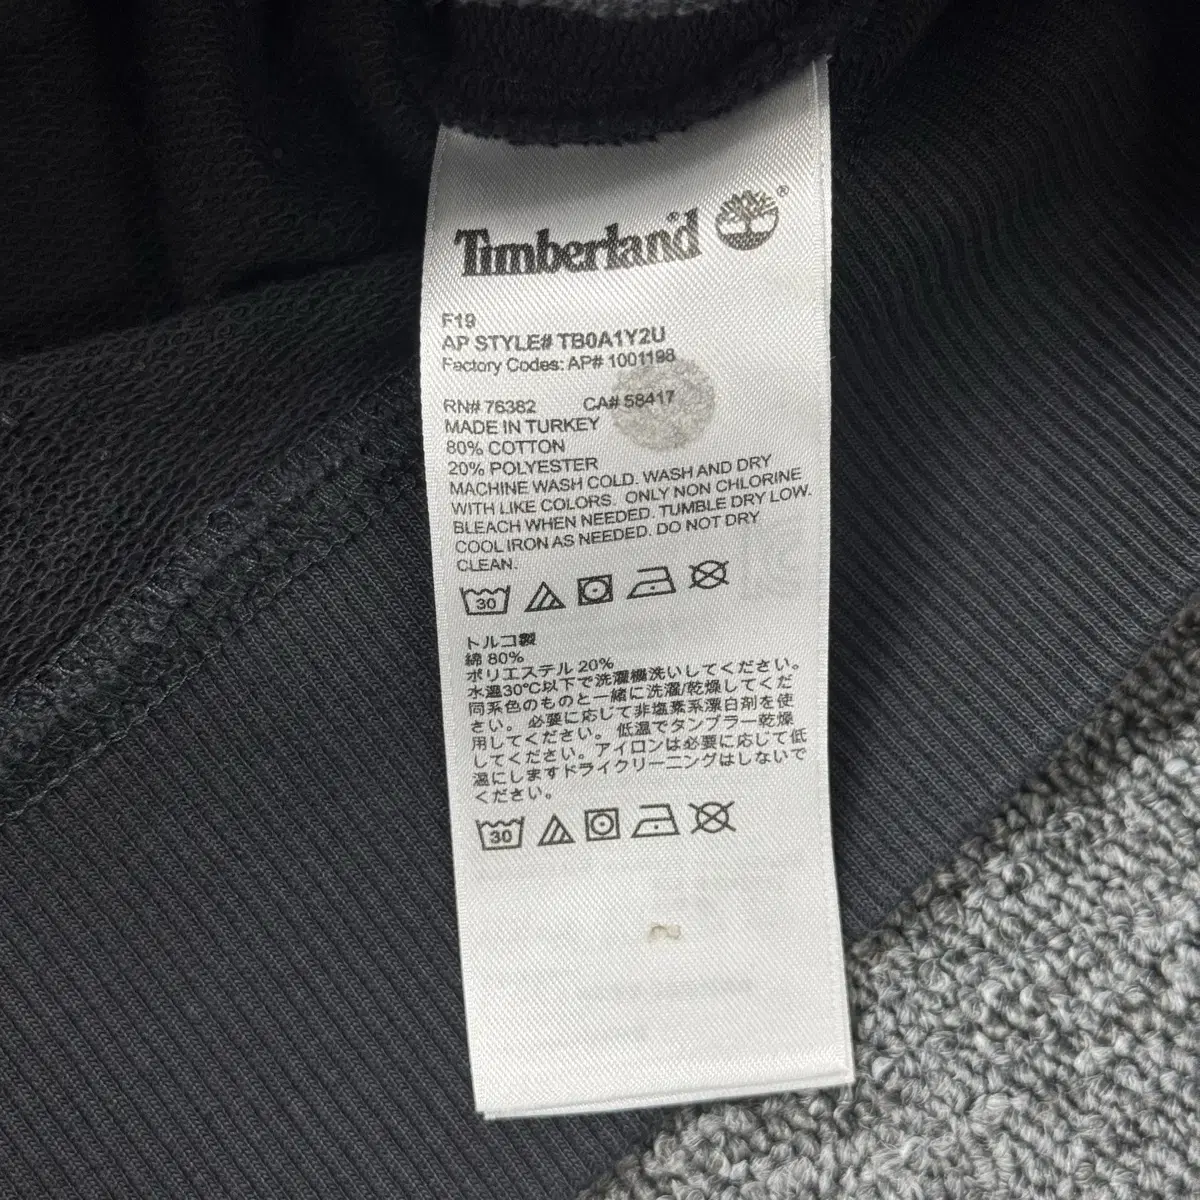 Timberland ®
F19
AP STYLE# TB0A1Y2U
Factory Codes: AP# 1001198
RN# 76382 CA# 58417
MADE IN TURKEY
80% COTTON
20% POLYESTER
MACHINE WASH COLD. WASH AND DRY
WITH LIKE COLORS. ONLY NON CHLORINE
BLEACH WHEN NEEDED. TUMBLE DRY LOW.
COOL IRON AS NEEDED. DO NOT DRY
CLEAN.
30
トルコ製
綿 80%
ポリエステル 20%
水温30℃以下で洗濯機洗いしてください。
同系色のものと一緒に洗濯/乾燥してくだ
さい。 必要に応じて非塩素系漂白剤を使
用してください。 低温でタンブラー乾燥
してください。アイロンは必要に応じて低
温にしますドライクリーニングはしないで
ください。
30